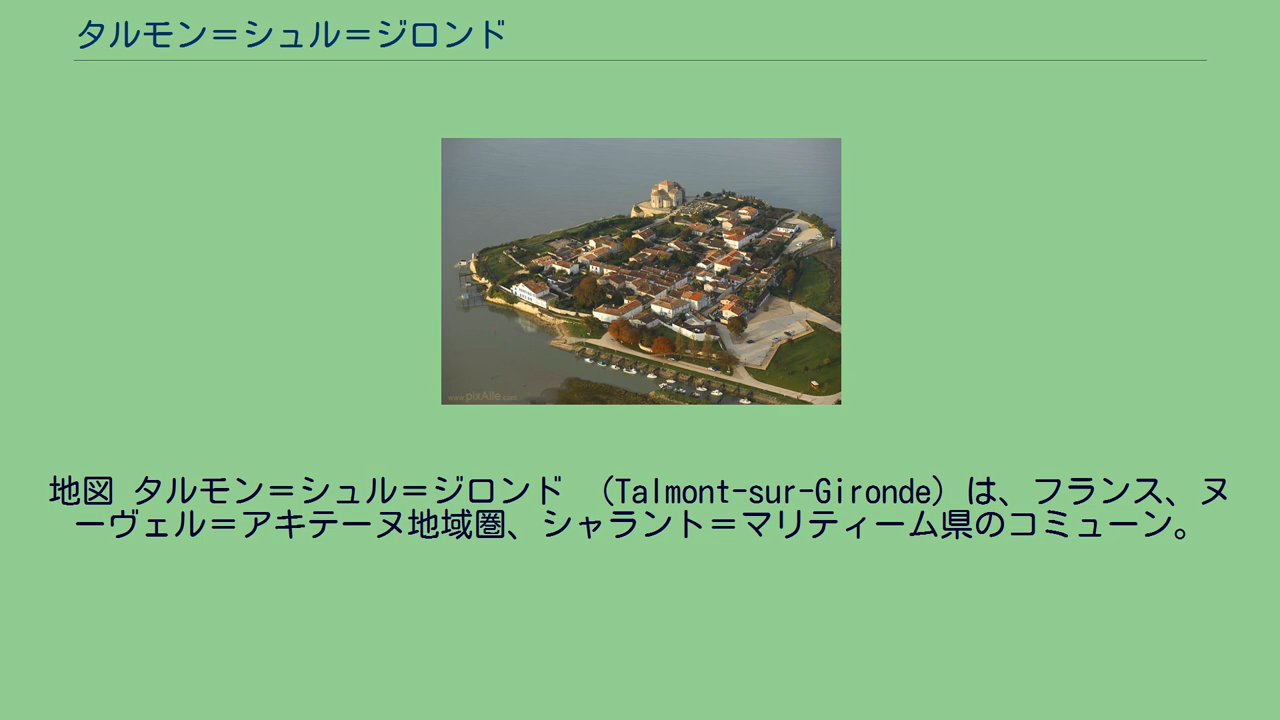 タルモン＝シュル＝ジロンド
www.pixAile.com
地図 タルモン＝シュル＝ジロンド （Talmont-sur-Gironde）は、フランス、ヌ
ーヴェル＝アキテーヌ地域圏、シャラント＝マリティーム県のコミューン。